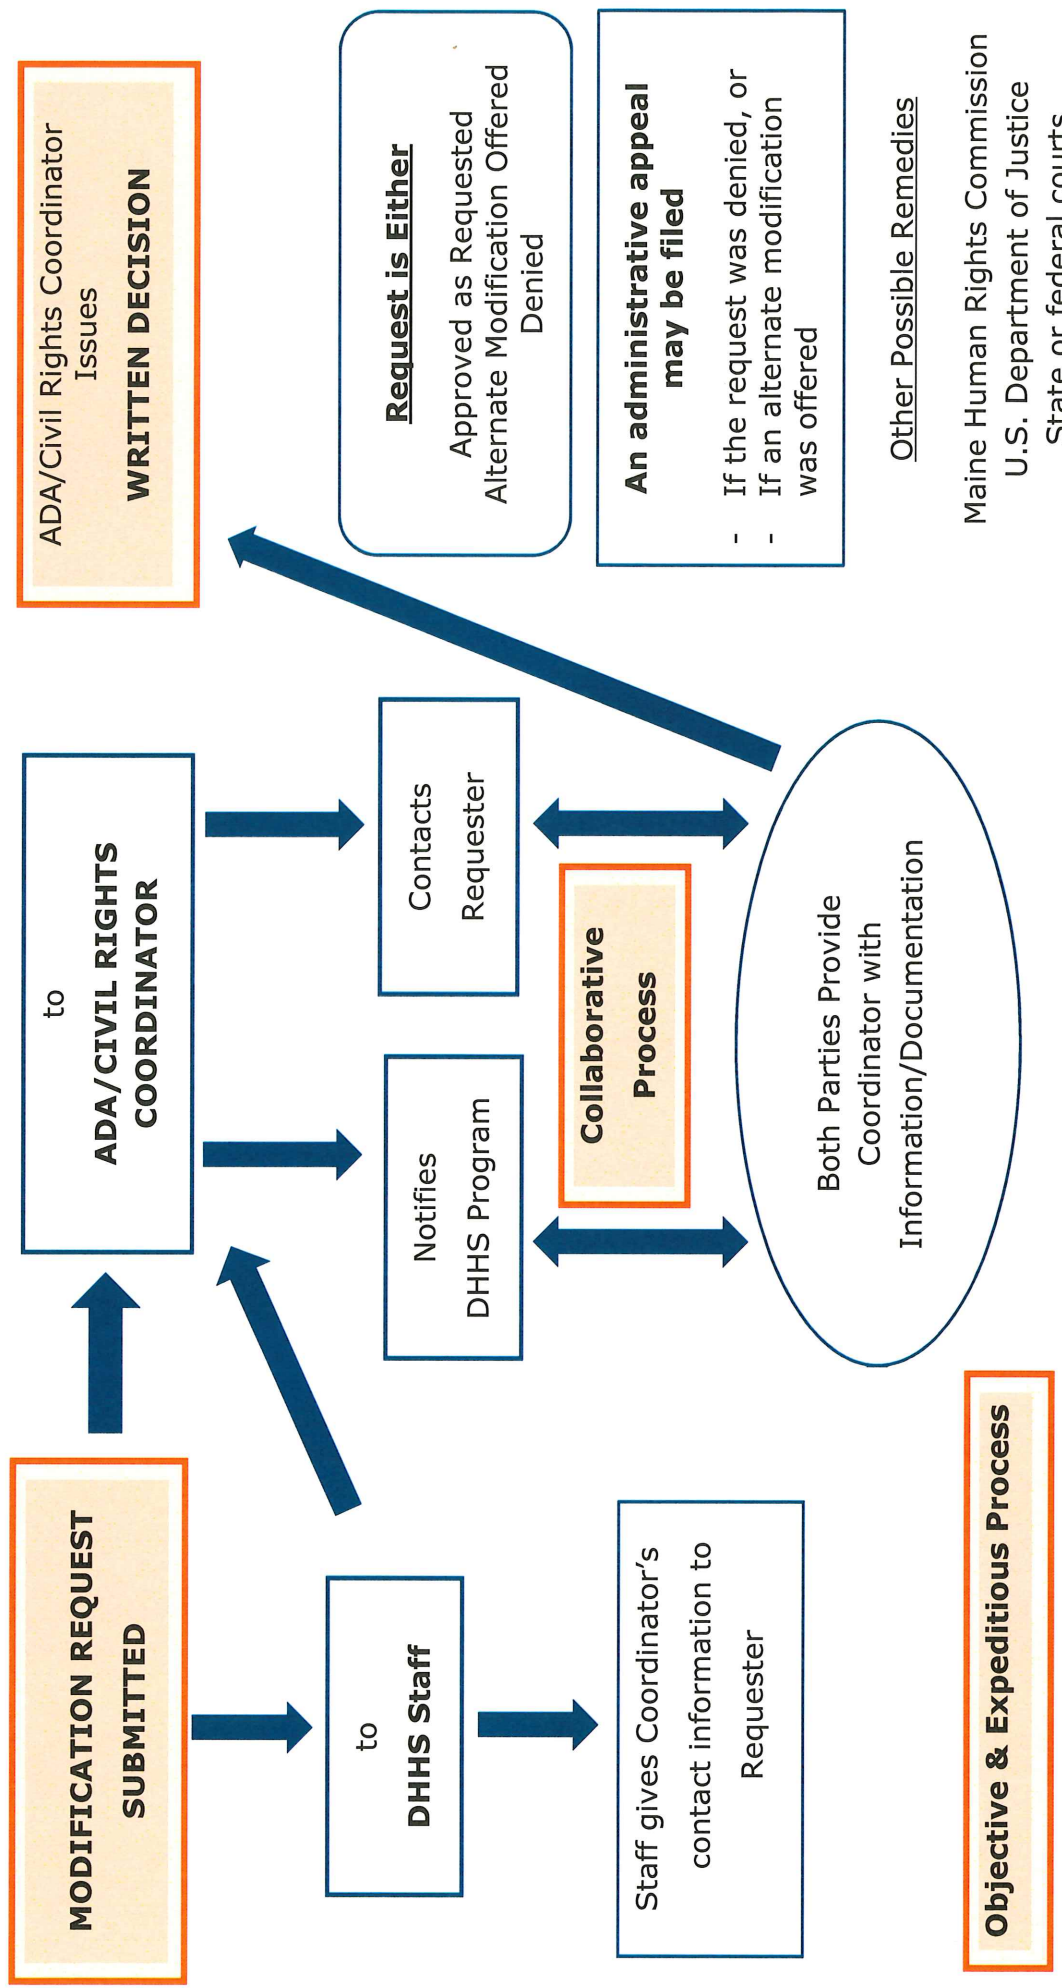 MODIFICATION REQUEST
SUBMITTED
to
DHHS Staff
Staff gives Coordinator's
contact information to
Requester
Objective & Expeditious Process
to
ADA/CIVIL RIGHTS
COORDINATOR
Notifies
DHHS Program
Contacts
Requester
Collaborative
Process
Both Parties Provide
Coordinator with
Information/Documentation
ADA/Civil Rights Coordinator
Issues
WRITTEN DECISION
Request is Either
Approved as Requested
Alternate Modification Offered
Denied
An administrative appeal
may be filed
- If the request was denied, or
- If an alternate modification
was offered
Other Possible Remedies
Maine Human Rights Commission
U.S. Department of Justice
State or federal courts